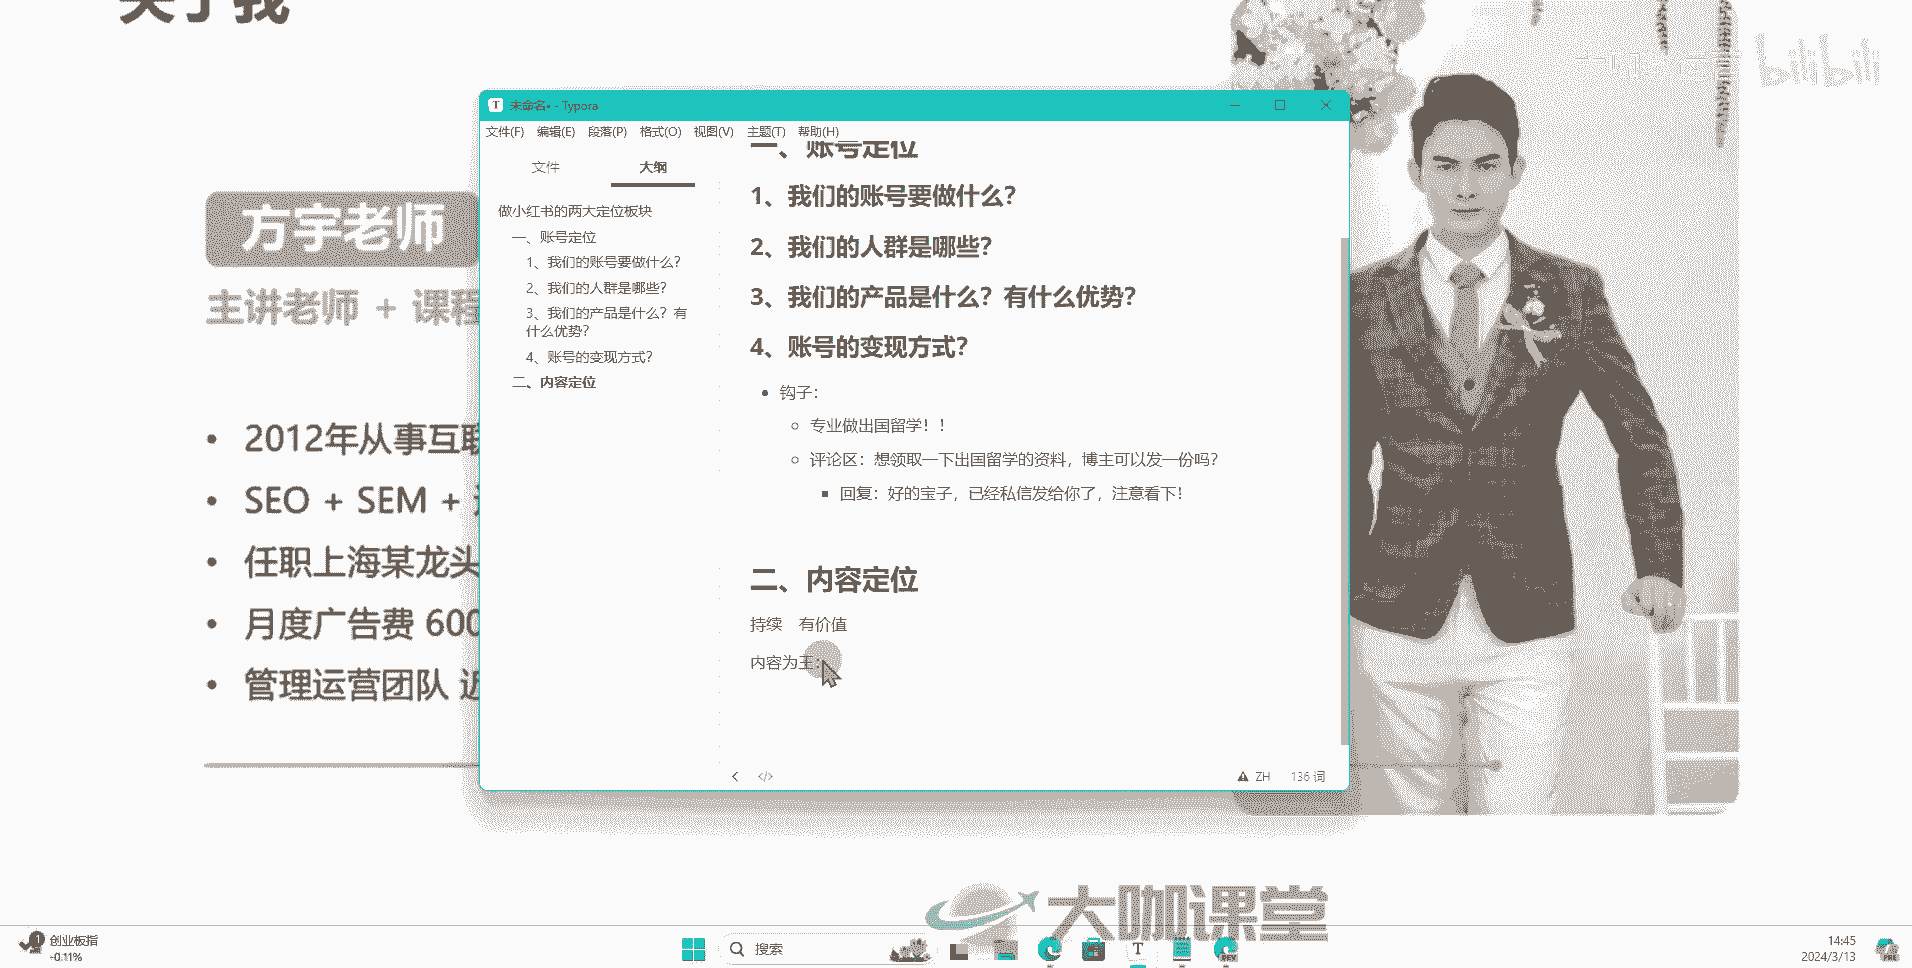 关于我
bilibili
方宇老师
主讲老师 + 课程
2012年从事互联
SEO + SEM +
任职上海某龙头
月度广告费 600
管理运营团队 近
未命名• - Typora
文件(F) 编辑(E) 段落(P) 格式(O) 视图(V) 主题(T) 帮助(H)
文件 大纲
做小红书的两大定位板块
一、账号定位
1、我们的账号要做什么？
2、我们的人群是哪些？
3、我们的产品是什么？有
什么优势？
4、账号的变现方式？
二、内容定位
一、账号定位
1、我们的账号要做什么？
2、我们的人群是哪些？
3、我们的产品是什么？有什么优势？
4、账号的变现方式？
钩子：
专业做出国留学！！
评论区：想领取一下出国留学的资料，博主可以发一份吗？
回复：好的宝子，已经私信发给你了，注意看下！
二、内容定位
持续 有价值
内容为王：
ZH 136 词
大咖课堂
1
创业板指
-0.11%
搜索
T
DEV
14:45
2024/3/13
PRE